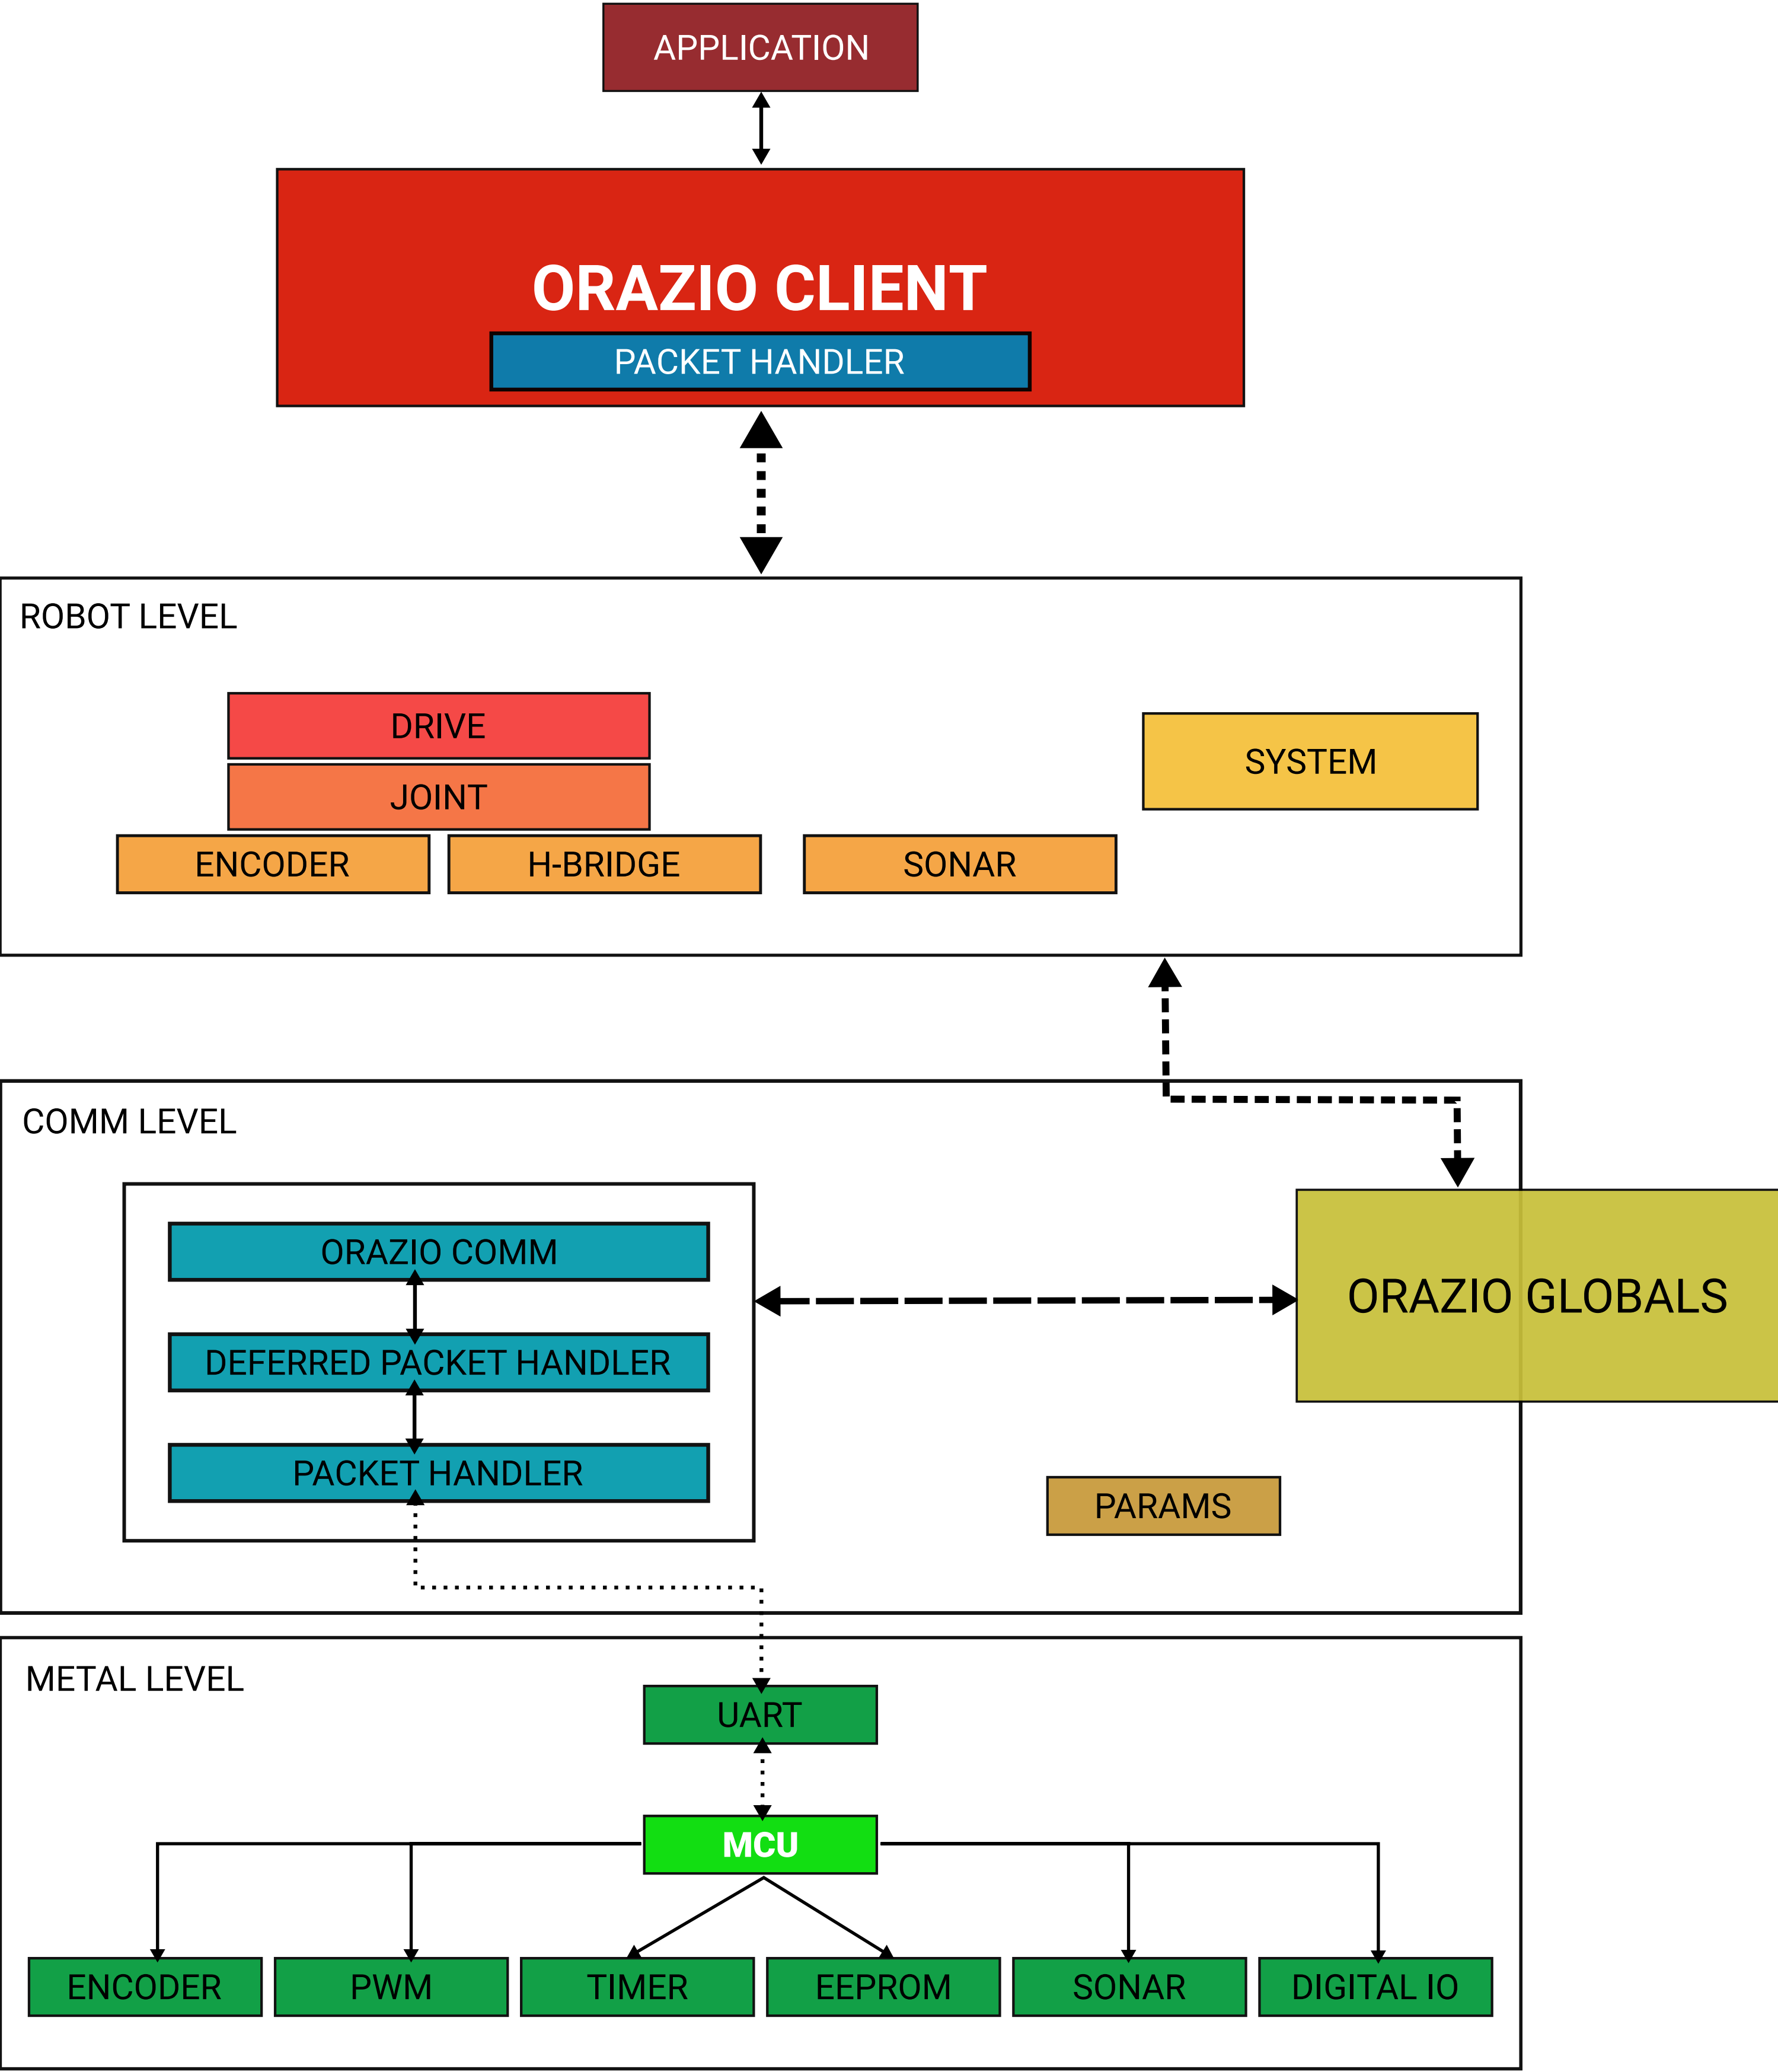 APPLICATION
ORAZIO CLIENT
PACKET HANDLER
ROBOT LEVEL
DRIVE
SYSTEM
JOINT
ENCODER
H-BRIDGE
SONAR
COMM LEVEL
ORAZIO COMM
ORAZIO GLOBALS
DEFERRED PACKET HANDLER
PACKET HANDLER
PARAMS
METAL LEVEL
UART
MCU
ENCODER
PWM
TIMER
EEPROM
SONAR
DIGITAL IO